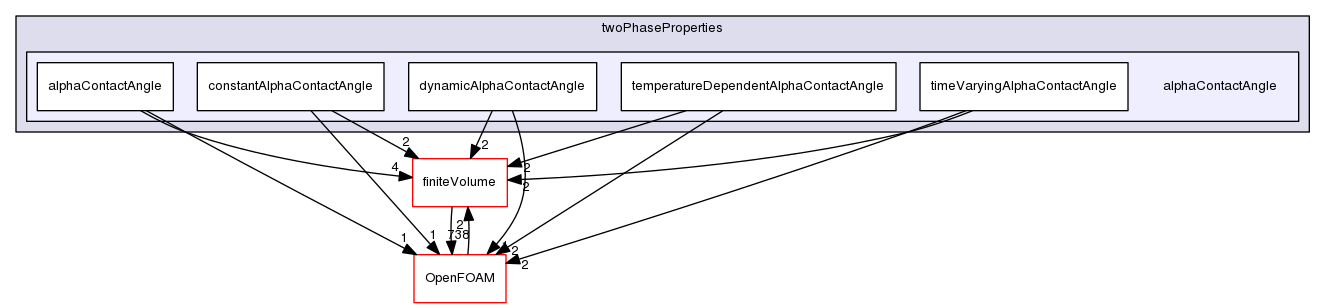 twoPhaseProperties
alphaContactAngle
constantAlphaContactAngle
dynamicAlphaContactAngle
temperatureDependentAlphaContactAngle
timeVaryingAlphaContactAngle
alphaContactAngle
2
2
4
2
2
finiteVolume
2
738
1
1
2
2
OpenFOAM